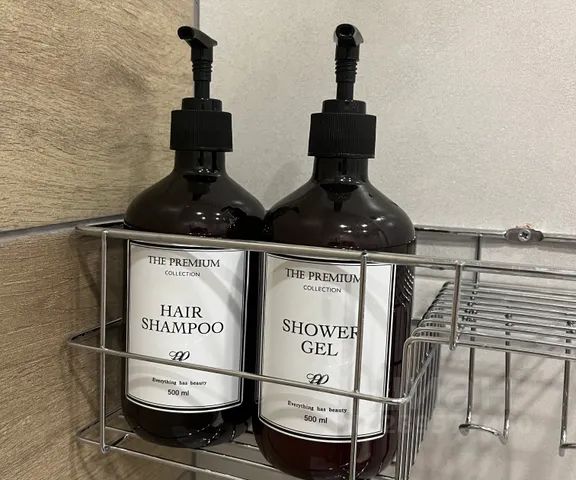 THE PREMIUM
COLLECTION
HAIR
SHAMPOO
Everything has beauty
500 ml
THE PREMIUM
COLLECTION
SHOWER
GEL
Everything has beauty
500 ml